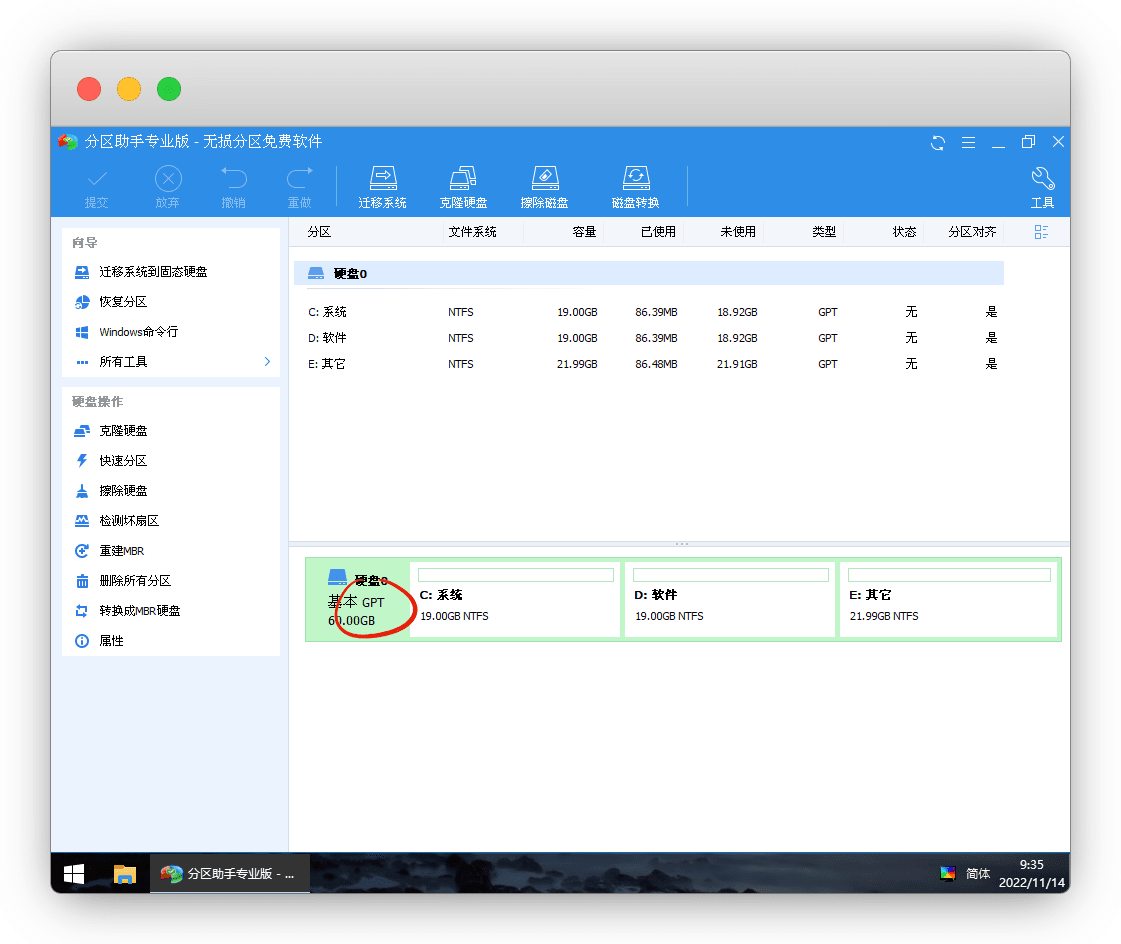 分区助手专业版 - 无损分区免费软件
提交 放弃 撤销 重做 迁移系统 克隆硬盘 擦除磁盘 磁盘转换 工具
向导
迁移系统到固态硬盘
恢复分区
Windows命令行
所有工具
硬盘操作
克隆硬盘
快速分区
擦除硬盘
检测坏扇区
重建MBR
删除所有分区
转换成MBR硬盘
属性
分区 文件系统 容量 已使用 未使用 类型 状态 分区对齐
硬盘0
C: 系统 NTFS 19.00GB 86.39MB 18.92GB GPT 无 是
D: 软件 NTFS 19.00GB 86.39MB 18.92GB GPT 无 是
E: 其它 NTFS 21.99GB 86.48MB 21.91GB GPT 无 是
硬盘0
基本 GPT
60.00GB
C: 系统
19.00GB NTFS
D: 软件
19.00GB NTFS
E: 其它
21.99GB NTFS
分区助手专业版 - ...
简体
9:35
2022/11/14